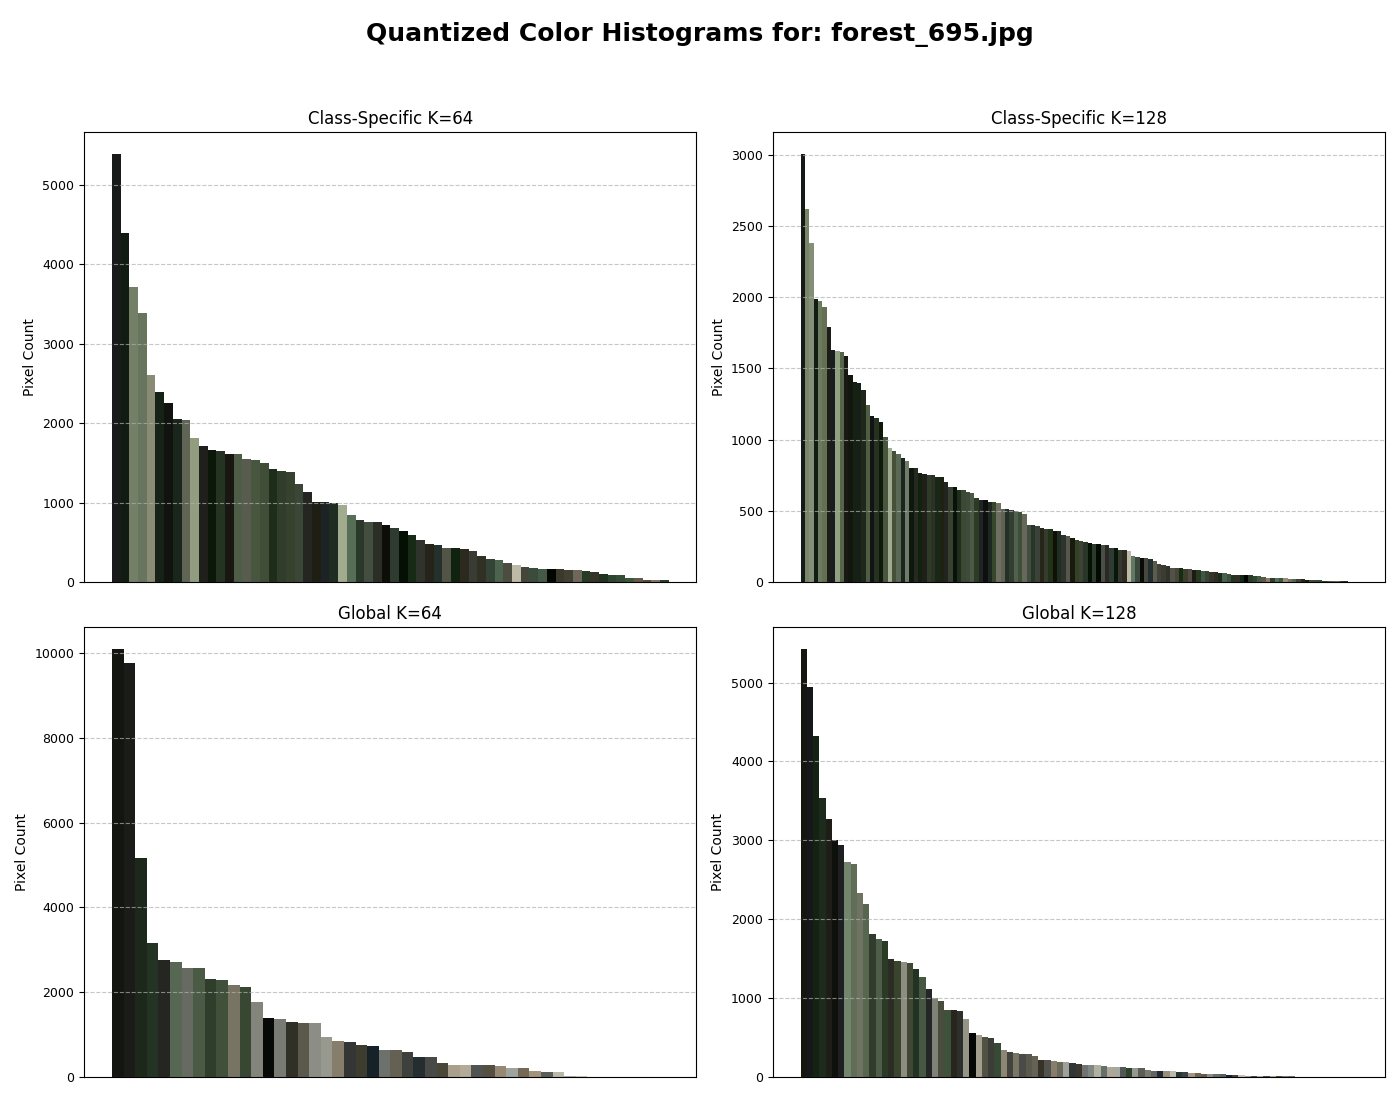 Quantized Color Histograms for: forest_695.jpg
Class-Specific K=64
Pixel Count
5000
4000
3000
2000
1000
0
Class-Specific K=128
Pixel Count
3000
2500
2000
1500
1000
500
0
Global K=64
Pixel Count
10000
8000
6000
4000
2000
0
Global K=128
Pixel Count
5000
4000
3000
2000
1000
0